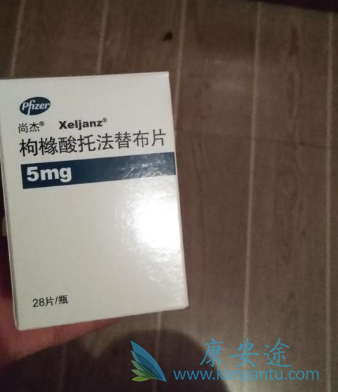 Pfizer
尚杰® Xeljanz®
枸橼酸托法替布片
5mg
28片/瓶
康安途
www.kangantu.com